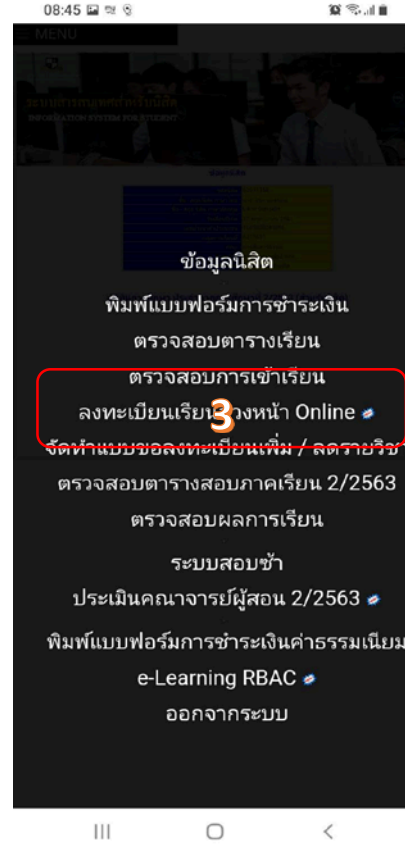 08:45
MENU
ระบบสารสนเทศสำหรับนิสิต
INFORMATION SYSTEM FOR STUDENT
ข้อมูลนิสิต
ข้อมูลนิสิต
พิมพ์แบบฟอร์มการชำระเงิน
ตรวจสอบตารางเรียน
ตรวจสอบการเข้าเรียน
ลงทะเบียนเรียน งหน้า Online
3
จัดทำแบบขอลงทะเบียนเพิ่ม / ลดรายวิช
ตรวจสอบตารางสอบภาคเรียน 2/2563
ตรวจสอบผลการเรียน
ระบบสอบซ้ำ
ประเมินคณาจารย์ผู้สอน 2/2563
พิมพ์แบบฟอร์มการชำระเงินค่าธรรมเนียม
e-Learning RBAC
ออกจากระบบ